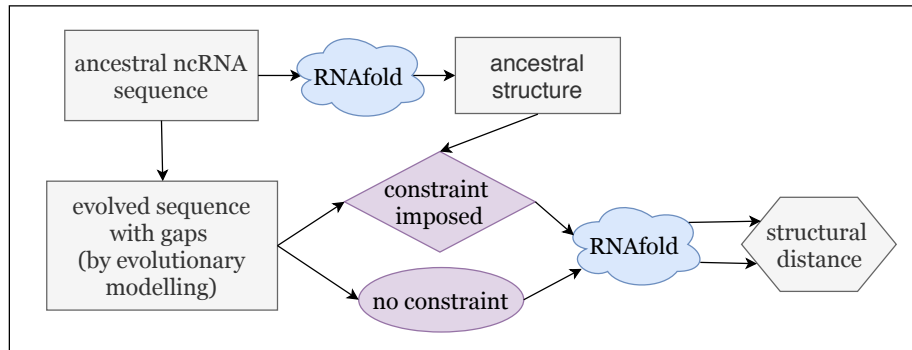 ancestral ncRNA
sequence
RNAfold
ancestral
structure
evolved sequence
with gaps
(by evolutionary
modelling)
constraint
imposed
no constraint
RNAfold
structural
distance